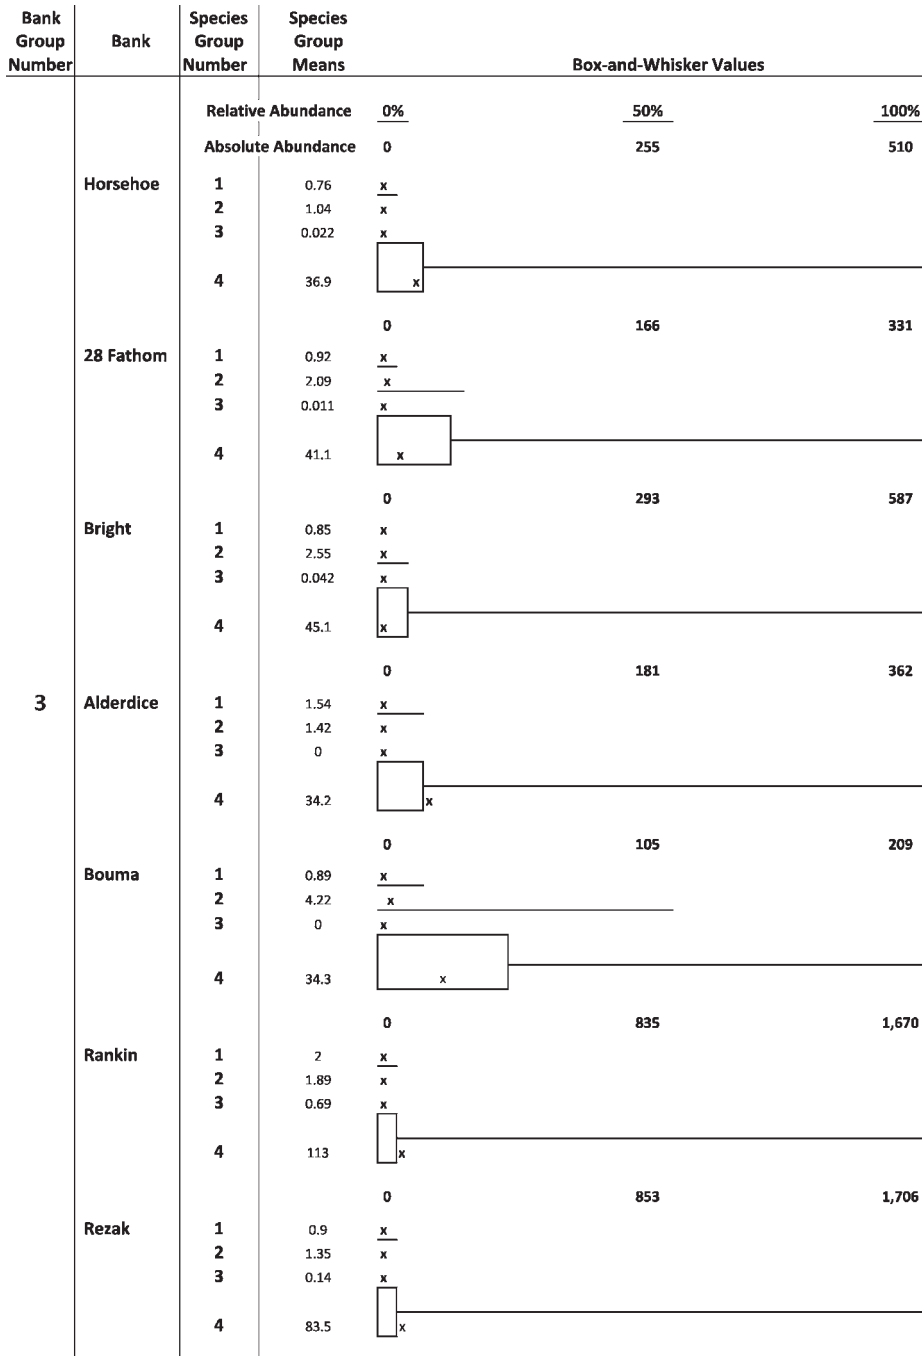 Bank Group Number Bank Species Group Number Species Group Means Box-and-Whisker Values
Relative Abundance 0% 50% 100%
Absolute Abundance 0 255 510
Horsehoe 1 0.76 x
2 1.04 x
3 0.022 x
4 36.9 x
0 166 331
28 Fathom 1 0.92 x
2 2.09 x
3 0.011 x
4 41.1 x
0 293 587
Bright 1 0.85 x
2 2.55 x
3 0.042 x
4 45.1 x
0 181 362
3 Alderdice 1 1.54 x
2 1.42 x
3 0 x
4 34.2 x
0 105 209
Bouma 1 0.89 x
2 4.22 x
3 0 x
4 34.3 x
0 835 1,670
Rankin 1 2 x
2 1.89 x
3 0.69 x
4 113 x
0 853 1,706
Rezak 1 0.9 x
2 1.35 x
3 0.14 x
4 83.5 x